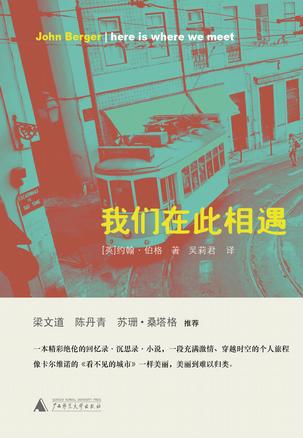 John Berger | here is where we meet
我们在此相遇
[英]约翰·伯格 著 吴莉君 译
梁文道 陈丹青 苏珊·桑塔格 推荐
一本精彩绝伦的回忆录·沉思录·小说，一段充满激情、穿越时空的个人旅程
像卡尔维诺的《看不见的城市》一样美丽，美丽到难以归类。
广西师范大学出版社